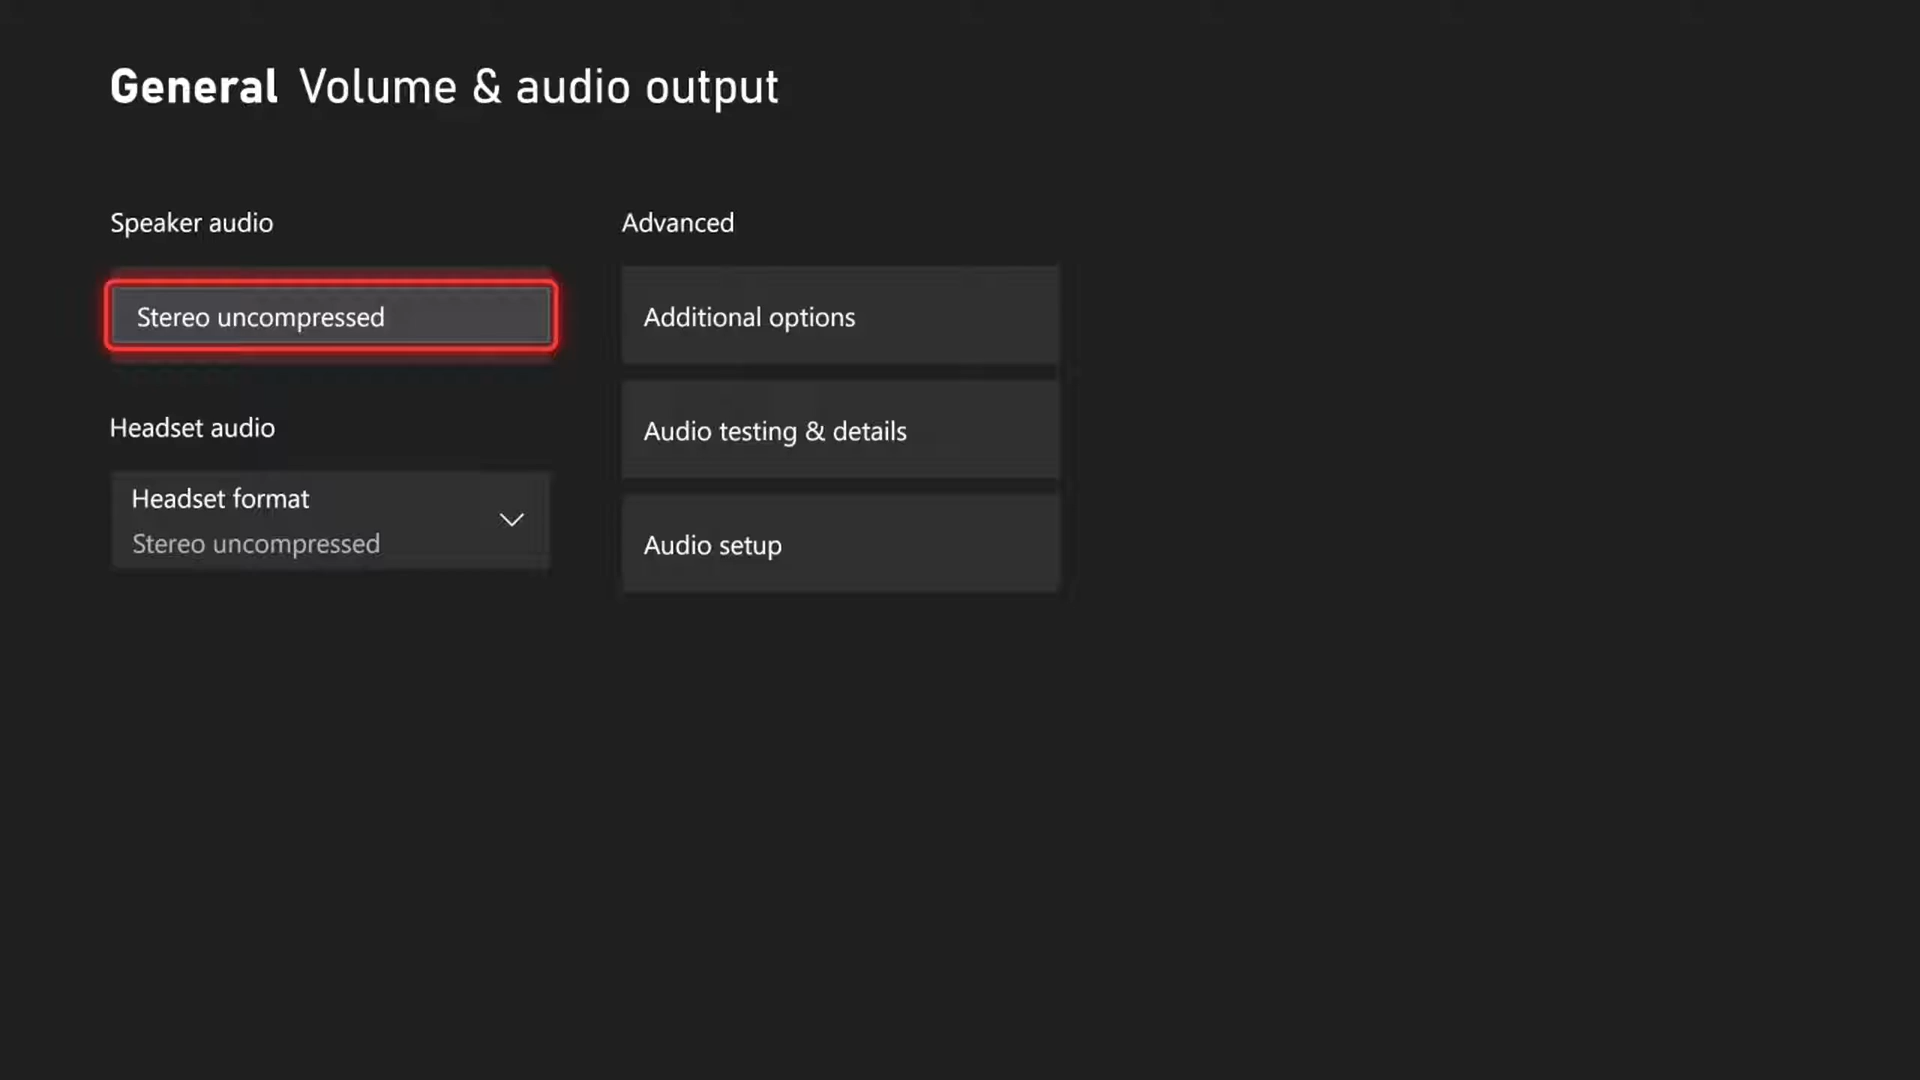 General Volume & audio output
Speaker audio
Stereo uncompressed
Headset audio
Headset format
Stereo uncompressed
Advanced
Additional options
Audio testing & details
Audio setup